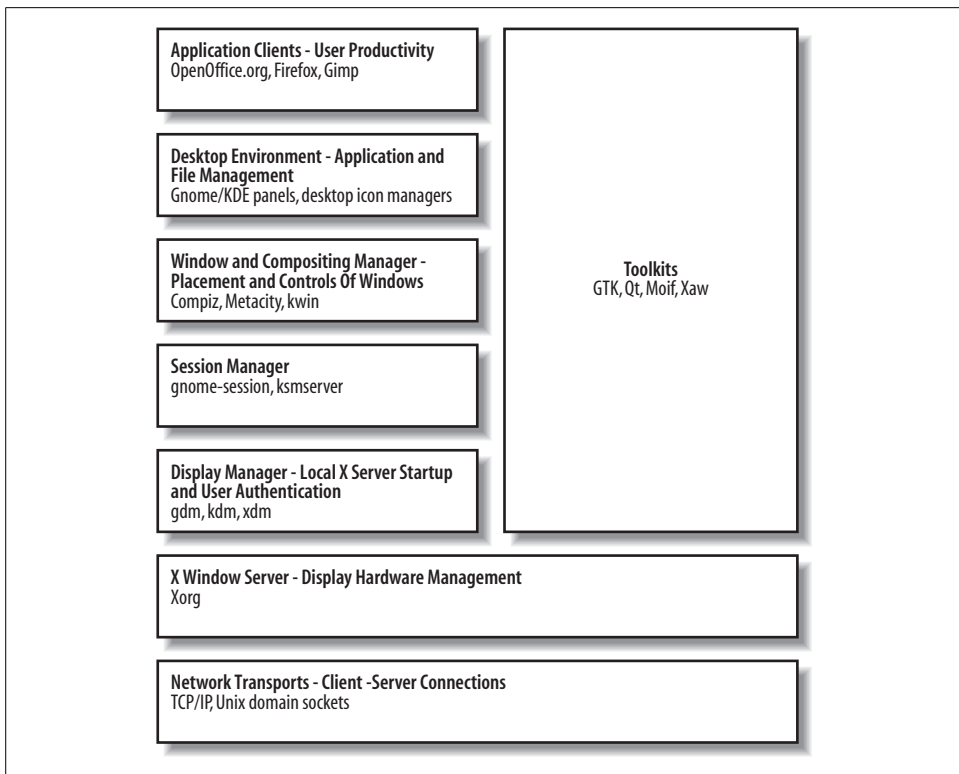 Application Clients - User Productivity
OpenOffice.org, Firefox, Gimp
Desktop Environment - Application and
File Management
Gnome/KDE panels, desktop icon managers
Window and Compositing Manager -
Placement and Controls Of Windows
Compiz, Metacity, kwin
Session Manager
gnome-session, ksmserver
Display Manager - Local X Server Startup
and User Authentication
gdm, kdm, xdm
Toolkits
GTK, Qt, Moif, Xaw
X Window Server - Display Hardware Management
Xorg
Network Transports - Client -Server Connections
TCP/IP, Unix domain sockets